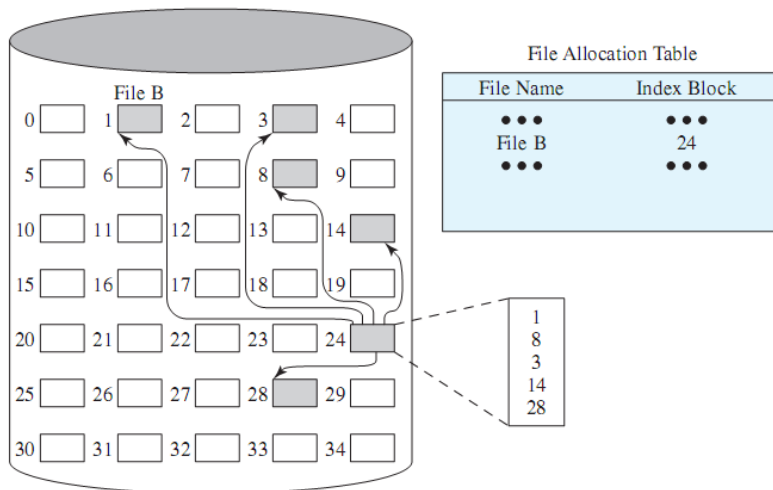 File B
0 1 2 3 4
5 6 7 8 9
10 11 12 13 14
15 16 17 18 19
20 21 22 23 24
25 26 27 28 29
30 31 32 33 34
File Allocation Table
File Name Index Block
••• •••
File B 24
••• •••
1
8
3
14
28